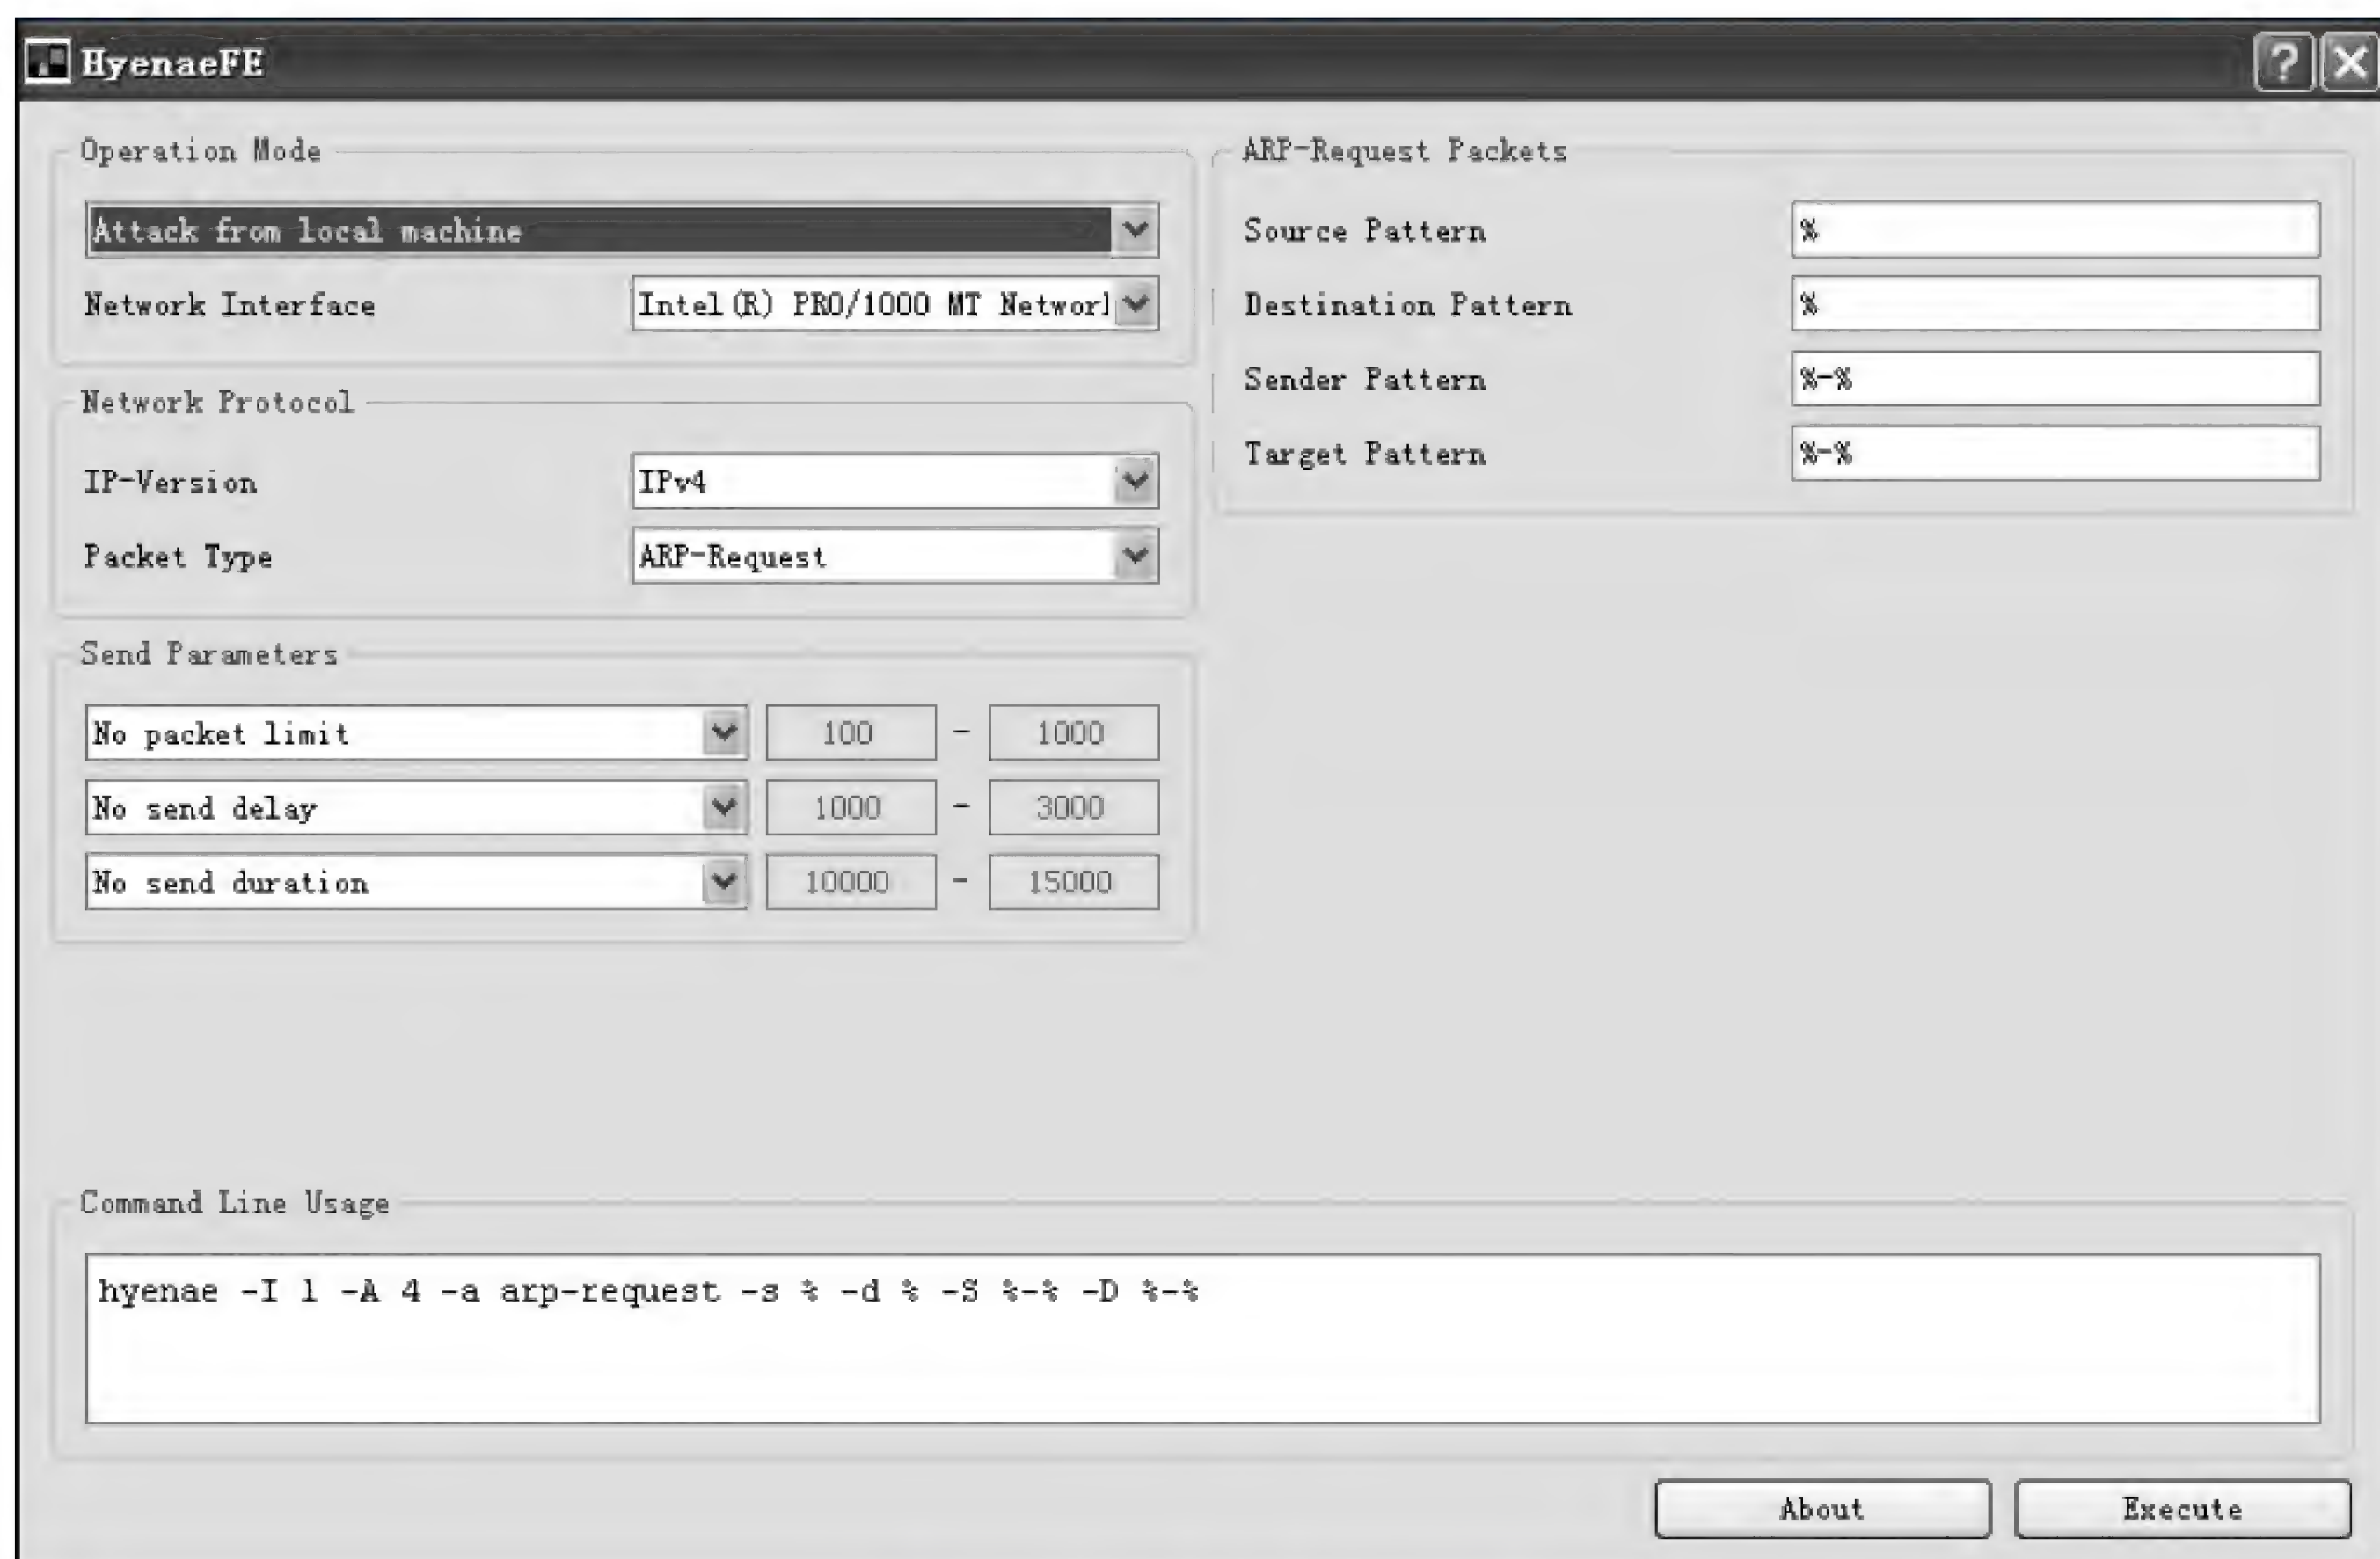 HyenaeFE
Operation Mode
Attack from local machine
Network Interface
Intel(R) PRO/1000 MT Networl
Network Protocol
IP-Version
IPv4
Packet Type
ARP-Request
Send Parameters
No packet limit
100 - 1000
No send delay
1000 - 3000
No send duration
10000 - 15000
ARP-Request Packets
Source Pattern
%
Destination Pattern
%
Sender Pattern
%-%
Target Pattern
%-%
Command Line Usage
hyenae -I 1 -A 4 -a arp-request -s % -d % -S %-% -D %-%
About
Execute